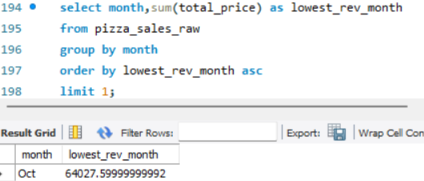 194 select month,sum(total_price) as lowest_rev_month
195 from pizza_sales_raw
196 group by month
197 order by lowest_rev_month asc
198 limit 1;
Result Grid Filter Rows: Export: Wrap Cell Con
month lowest_rev_month
Oct 64027.59999999992